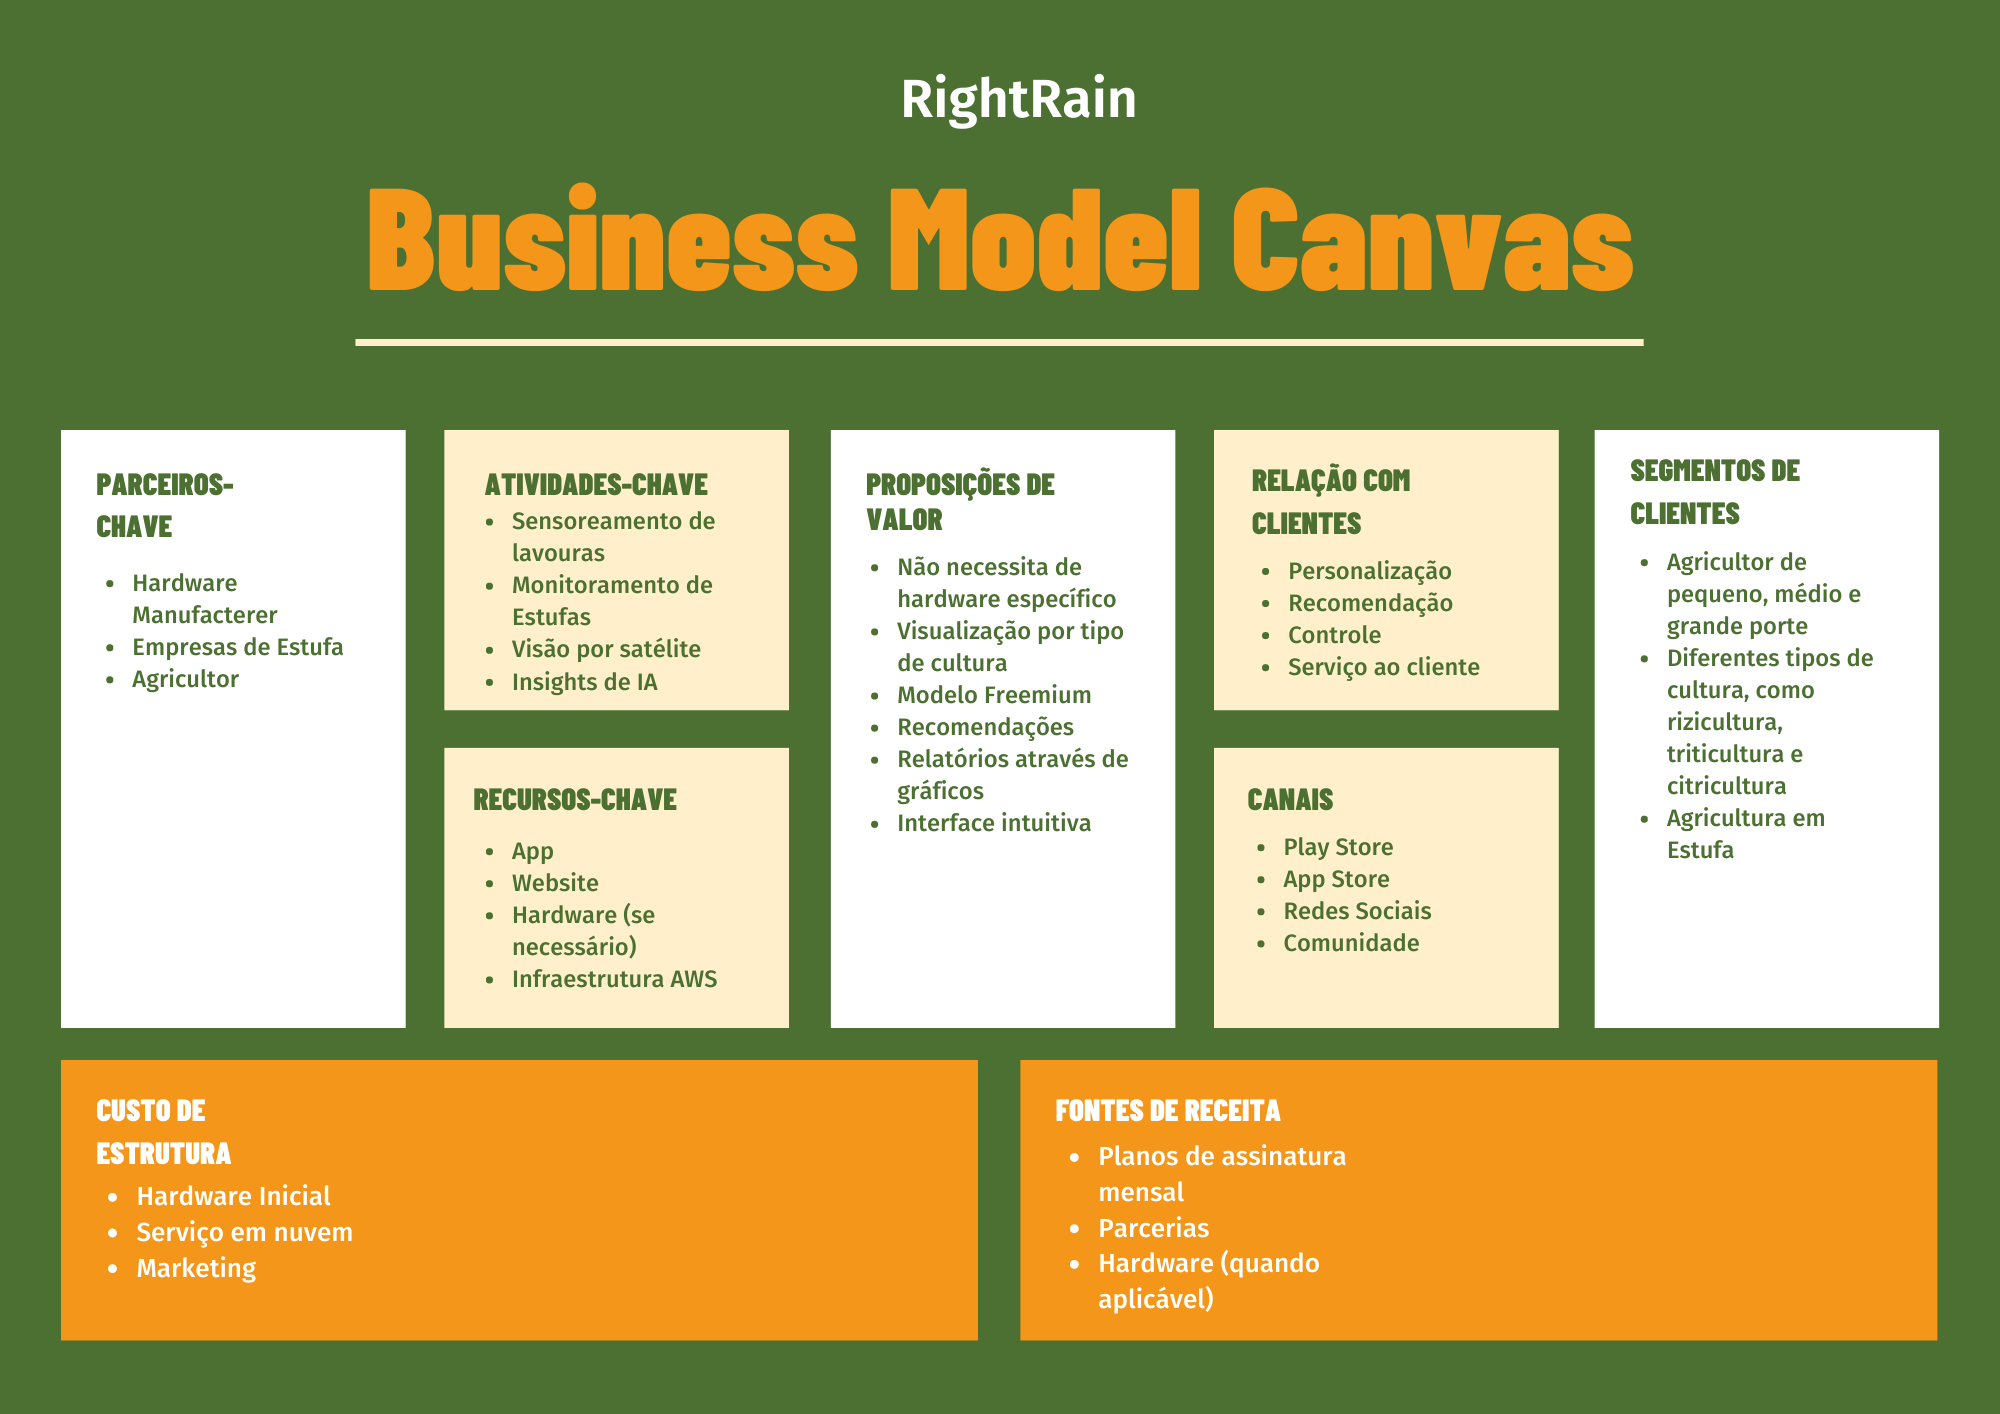 RightRain
Business Model Canvas
PARCEIROS-
CHAVE
• Hardware
Manufacterer
• Empresas de Estufa
• Agricultor
ATIVIDADES-CHAVE
• Sensoreamento de
lavouras
• Monitoramento de
Estufas
• Visão por satélite
• Insights de IA
RECURSOS-CHAVE
• App
• Website
• Hardware (se
necessário)
• Infraestrutura AWS
PROPOSIÇÕES DE
VALOR
• Não necessita de
hardware específico
• Visualização por tipo
de cultura
• Modelo Freemium
• Recomendações
• Relatórios através de
gráficos
• Interface intuitiva
RELAÇÃO COM
CLIENTES
• Personalização
• Recomendação
• Controle
• Serviço ao cliente
CANAIS
• Play Store
• App Store
• Redes Sociais
• Comunidade
SEGMENTOS DE
CLIENTES
• Agricultor de
pequeno, médio e
grande porte
• Diferentes tipos de
cultura, como
rizicultura,
triticultura e
citricultura
• Agricultura em
Estufa
CUSTO DE
ESTRUTURA
• Hardware Inicial
• Serviço em nuvem
• Marketing
FONTES DE RECEITA
• Planos de assinatura
mensal
• Parcerias
• Hardware (quando
aplicável)